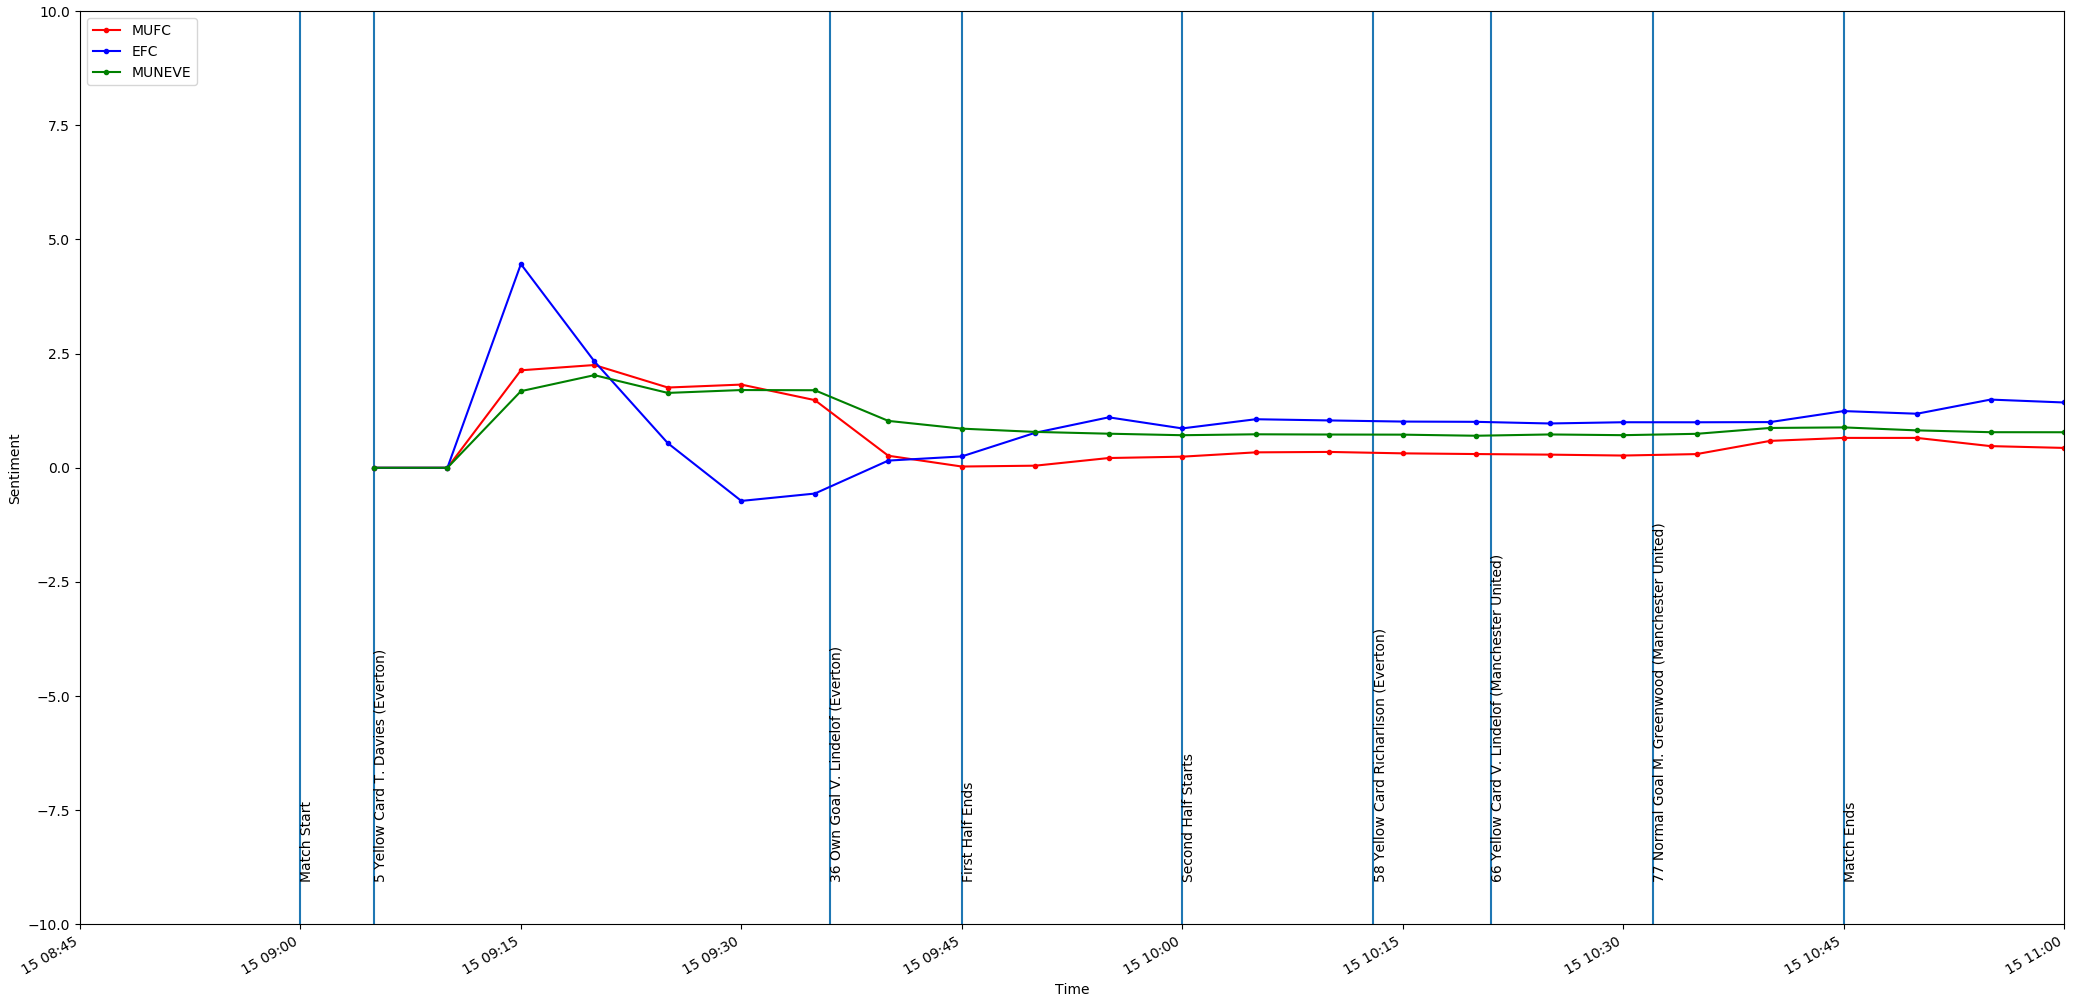 10.0
7.5
5.0
2.5
0.0
−2.5
−5.0
−7.5
−10.0
Sentiment
MUFC
EFC
MUNEVE
Match Start
5 Yellow Card T. Davies (Everton)
36 Own Goal V. Lindelof (Everton)
First Half Ends
Second Half Starts
58 Yellow Card Richarlison (Everton)
66 Yellow Card V. Lindelof (Manchester United)
77 Normal Goal M. Greenwood (Manchester United)
Match Ends
15 08:45
15 09:00
15 09:15
15 09:30
15 09:45
15 10:00
15 10:15
15 10:30
15 10:45
15 11:00
Time